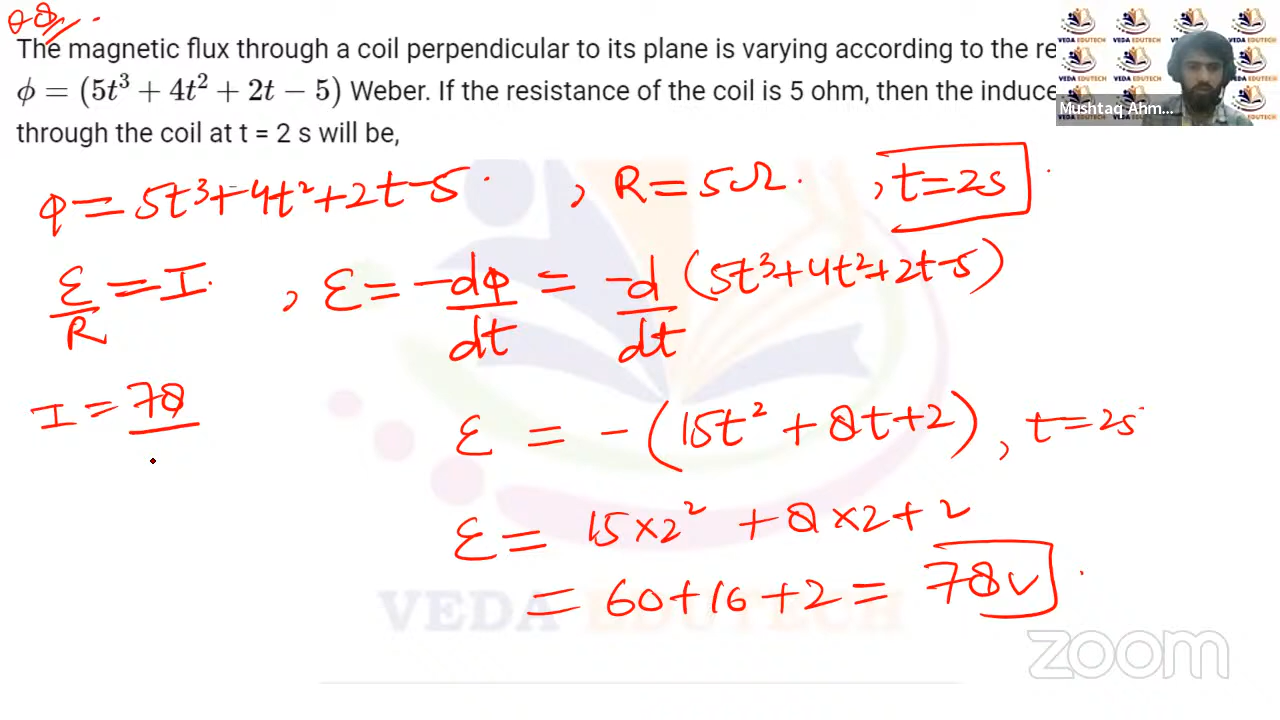 θ-8,
The magnetic flux through a coil perpendicular to its plane is varying according to the re
ϕ = (5t³ + 4t² + 2t − 5) Weber. If the resistance of the coil is 5 ohm, then the induce
through the coil at t = 2 s will be,
φ = 5t³+4t²+2t-5 , R = 5Ω , t=2s
ε/R = I , ε = -dφ/dt = -d/dt (5t³+4t²+2t-5)
I = 78
ε = -(15t² + 8t+2), t=2s
ε = 15×2² + 8×2+2
= 60+16+2 = 78V
VEDA EDUTECH
zoom
VEDA EDUTECH
Mushtaq Ahm...